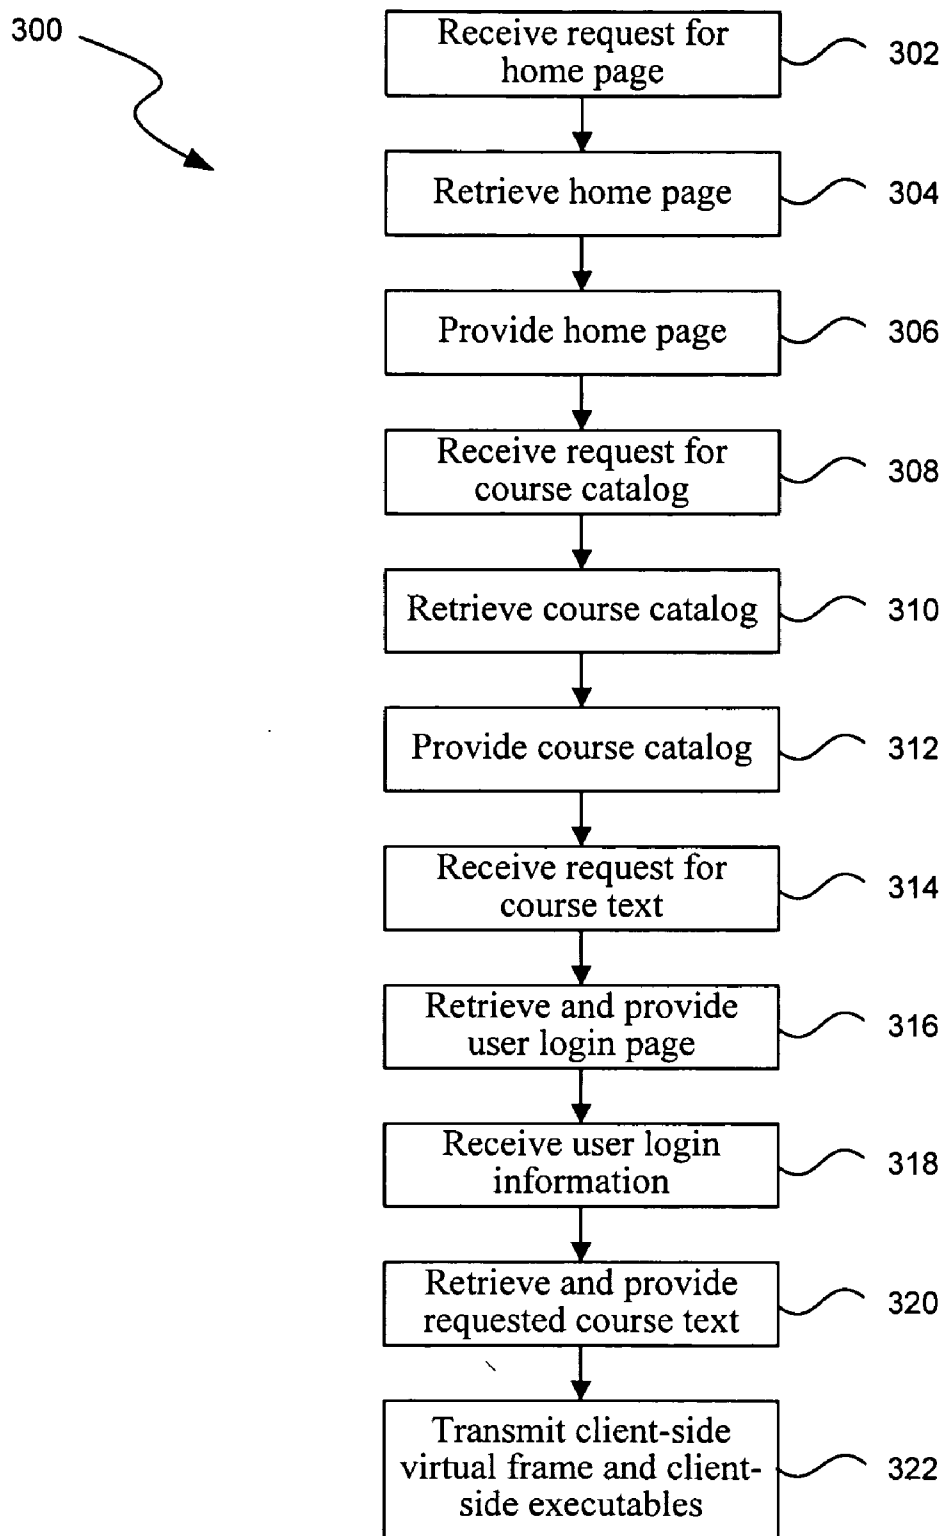 300
Receive request for
home page
302
Retrieve home page
304
Provide home page
306
Receive request for
course catalog
308
Retrieve course catalog
310
Provide course catalog
312
Receive request for
course text
314
Retrieve and provide
user login page
316
Receive user login
information
318
Retrieve and provide
requested course text
320
Transmit client-side
virtual frame and client-
side executables
322